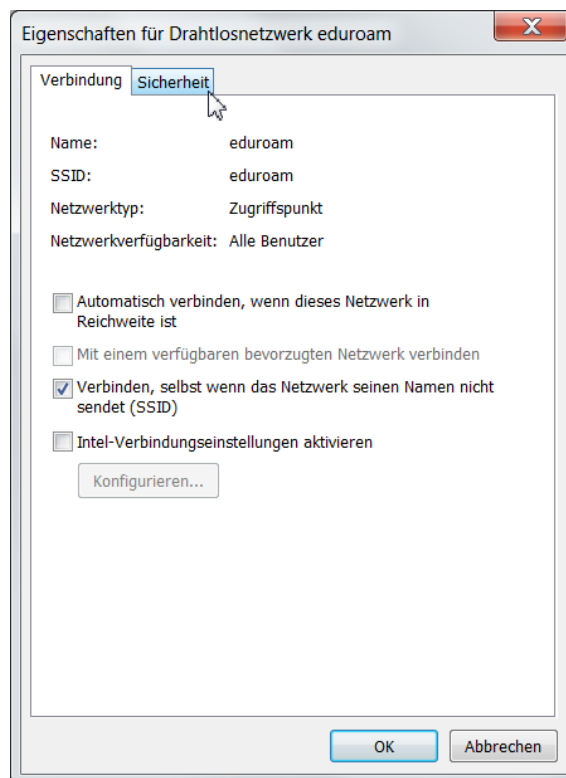 Eigenschaften für Drahtlosnetzwerk eduroam
Verbindung Sicherheit
Name: eduroam
SSID: eduroam
Netzwerktyp: Zugriffspunkt
Netzwerkverfügbarkeit: Alle Benutzer
Automatisch verbinden, wenn dieses Netzwerk in
Reichweite ist
Mit einem verfügbaren bevorzugten Netzwerk verbinden
Verbinden, selbst wenn das Netzwerk seinen Namen nicht
sendet (SSID)
Intel-Verbindungseinstellungen aktivieren
Konfigurieren...
OK Abbrechen